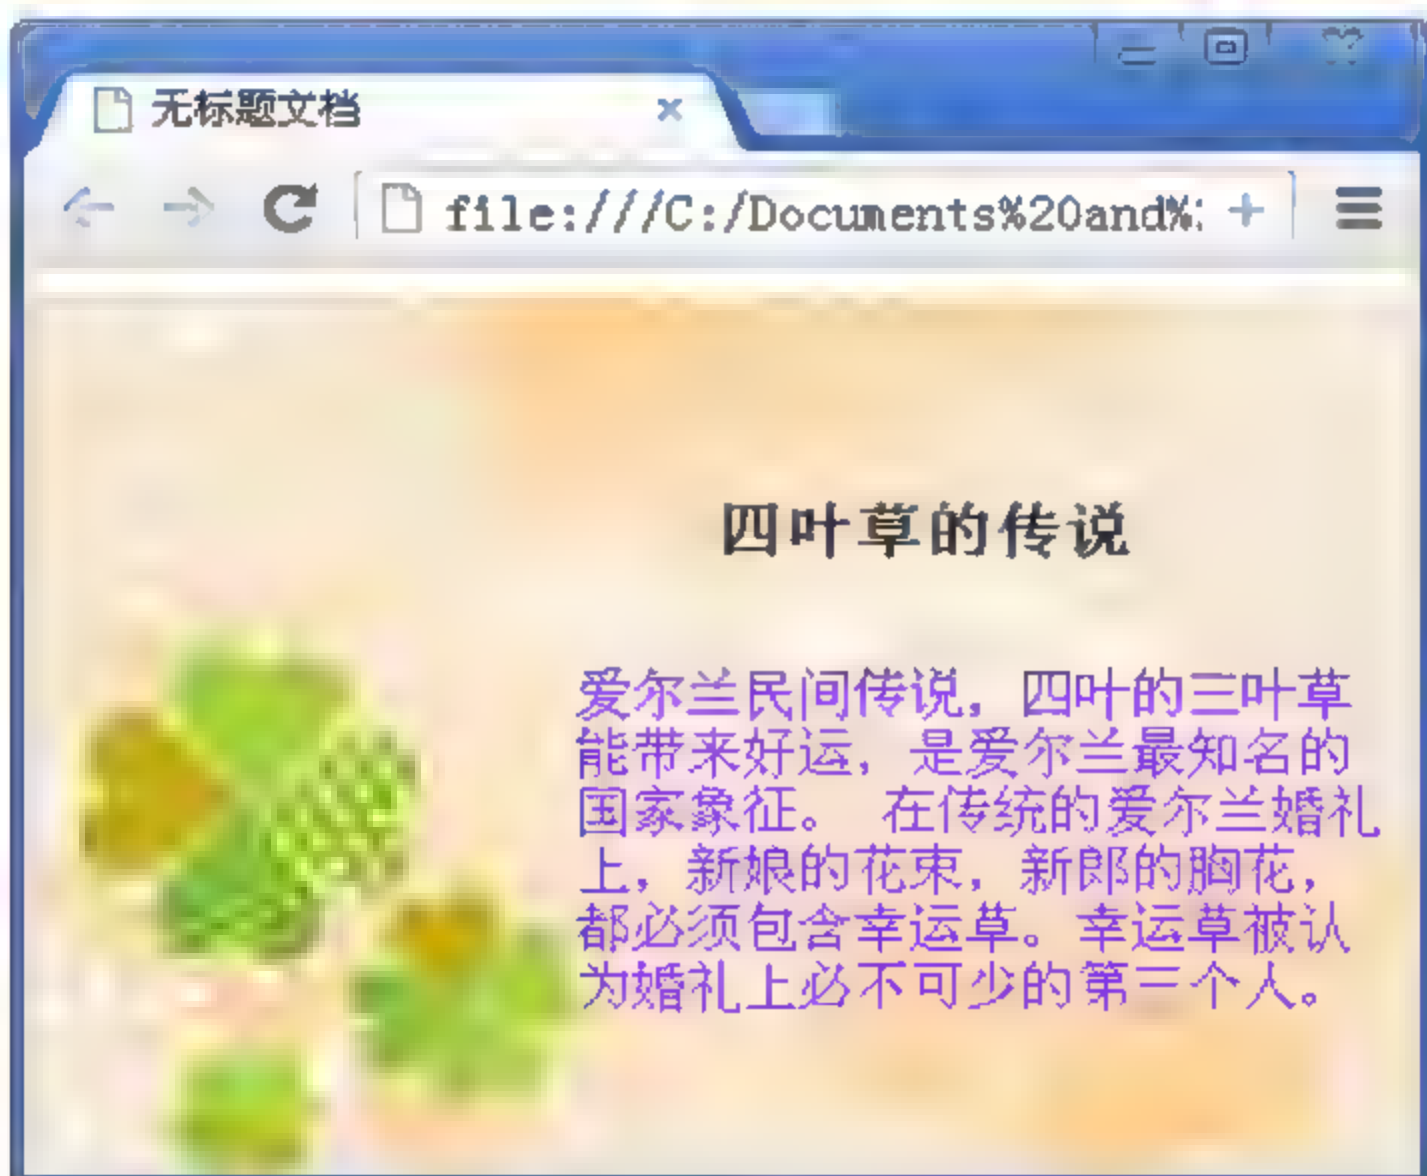 无标题文档
file:///C:/Documents%20and%
四叶草的传说
爱尔兰民间传说，四叶的三叶草
能带来好运，是爱尔兰最知名的
国家象征。 在传统的爱尔兰婚礼
上，新娘的花束，新郎的胸花，
都必须包含幸运草。幸运草被认
为婚礼上必不可少的第三个人。